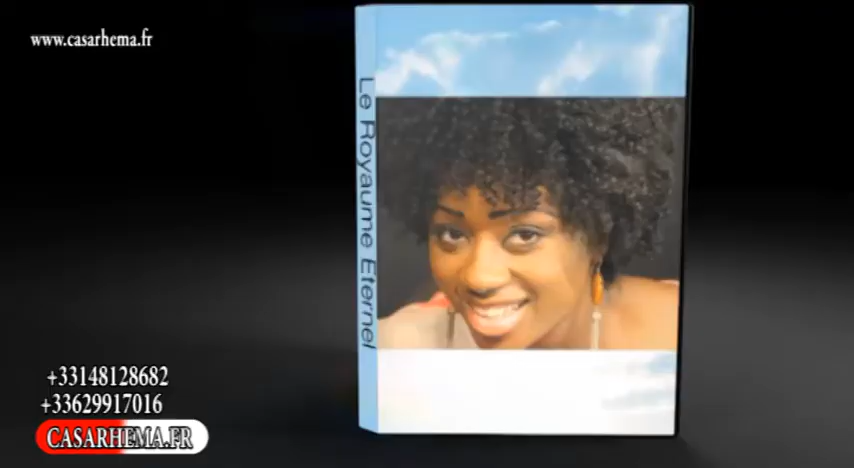 www.casarhema.fr
Le Royaume Eternel
+33148128682
+33629917016
CASARHEMA.FR